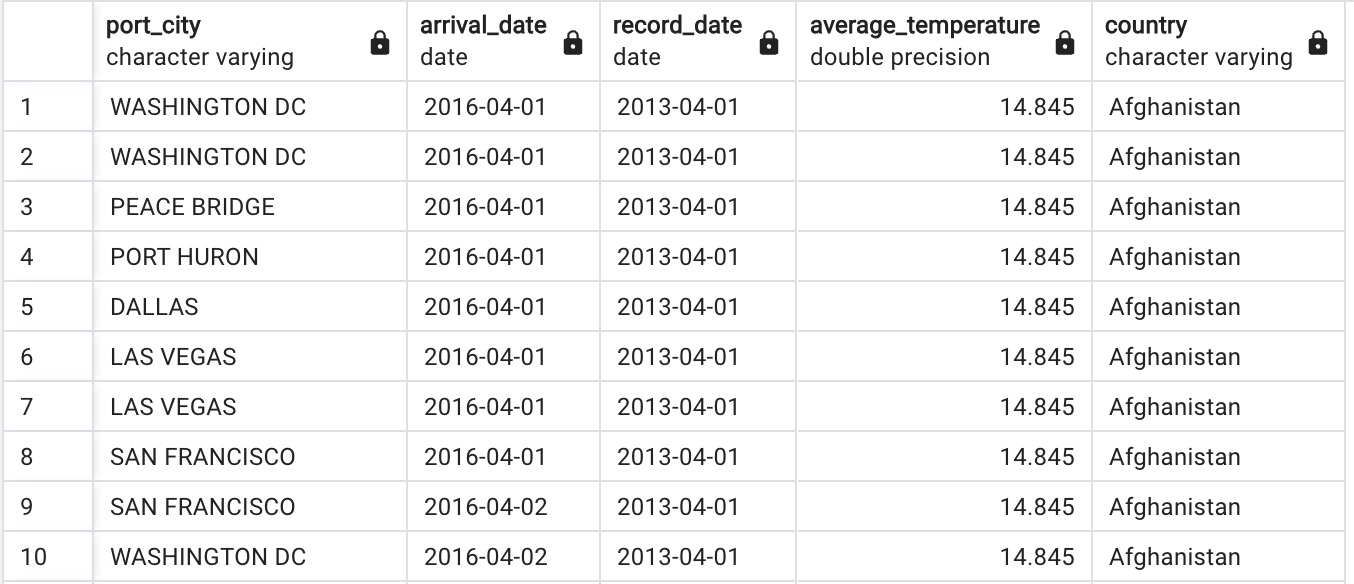 port_city arrival_date record_date average_temperature country
character varying date date double precision character varying
1 WASHINGTON DC 2016-04-01 2013-04-01 14.845 Afghanistan
2 WASHINGTON DC 2016-04-01 2013-04-01 14.845 Afghanistan
3 PEACE BRIDGE 2016-04-01 2013-04-01 14.845 Afghanistan
4 PORT HURON 2016-04-01 2013-04-01 14.845 Afghanistan
5 DALLAS 2016-04-01 2013-04-01 14.845 Afghanistan
6 LAS VEGAS 2016-04-01 2013-04-01 14.845 Afghanistan
7 LAS VEGAS 2016-04-01 2013-04-01 14.845 Afghanistan
8 SAN FRANCISCO 2016-04-01 2013-04-01 14.845 Afghanistan
9 SAN FRANCISCO 2016-04-02 2013-04-01 14.845 Afghanistan
10 WASHINGTON DC 2016-04-02 2013-04-01 14.845 Afghanistan